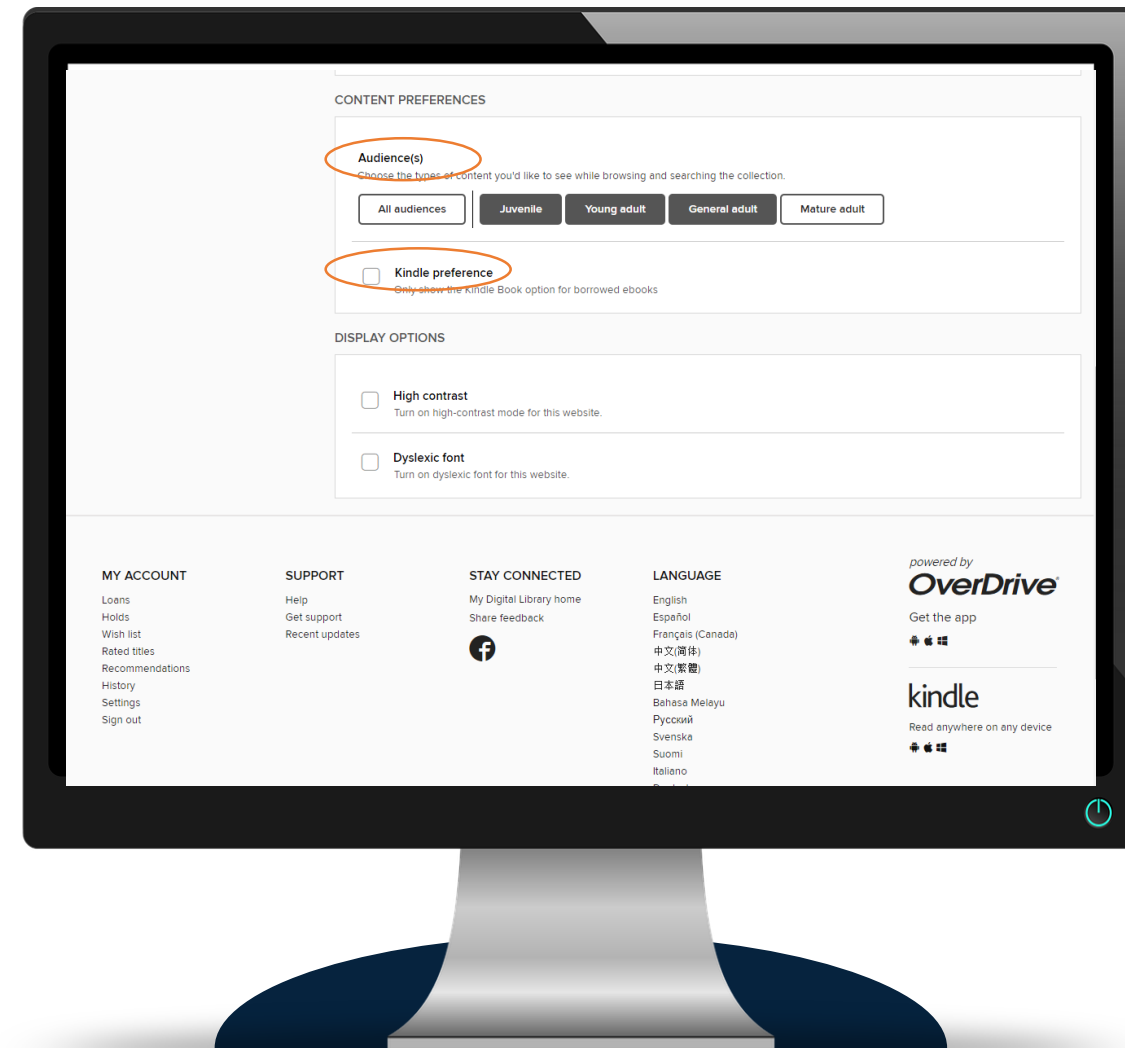 CONTENT PREFERENCES
Audience(s)
Choose the types of content you'd like to see while browsing and searching the collection.
All audiences
Juvenile
Young adult
General adult
Mature adult
Kindle preference
Only show the Kindle Book option for borrowed ebooks
DISPLAY OPTIONS
High contrast
Turn on high-contrast mode for this website.
Dyslexic font
Turn on dyslexic font for this website.
MY ACCOUNT
Loans
Holds
Wish list
Rated titles
Recommendations
History
Settings
Sign out
SUPPORT
Help
Get support
Recent updates
STAY CONNECTED
My Digital Library home
Share feedback
LANGUAGE
English
Español
Français (Canada)
中文(简体)
中文(繁體)
日本語
Bahasa Melayu
Русский
Svenska
Suomi
Italiano
powered by
OverDrive
Get the app
kindle
Read anywhere on any device